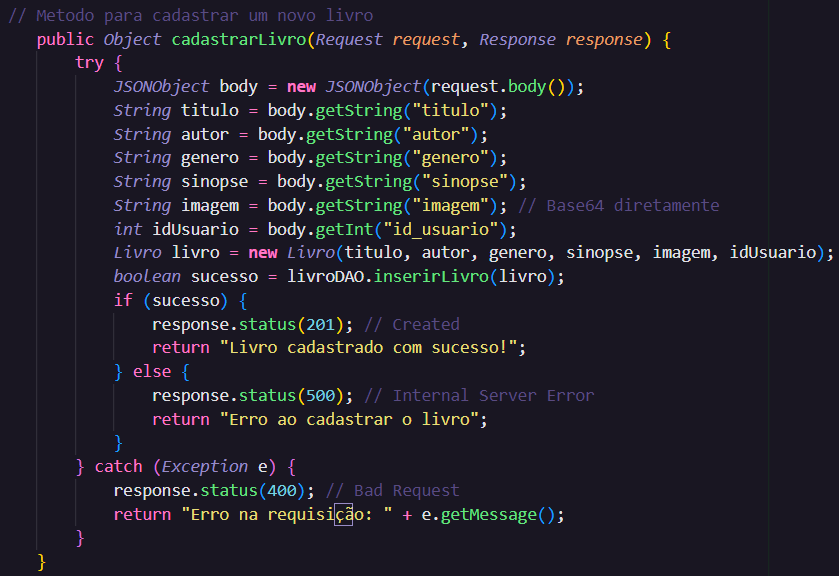 // Metodo para cadastrar um novo livro
public Object cadastrarLivro(Request request, Response response) {
try {
JSONObject body = new JSONObject(request.body());
String titulo = body.getString("titulo");
String autor = body.getString("autor");
String genero = body.getString("genero");
String sinopse = body.getString("sinopse");
String imagem = body.getString("imagem"); // Base64 diretamente
int idUsuario = body.getInt("id_usuario");
Livro livro = new Livro(titulo, autor, genero, sinopse, imagem, idUsuario);
boolean sucesso = livroDAO.inserirLivro(livro);
if (sucesso) {
response.status(201); // Created
return "Livro cadastrado com sucesso!";
} else {
response.status(500); // Internal Server Error
return "Erro ao cadastrar o livro";
}
} catch (Exception e) {
response.status(400); // Bad Request
return "Erro na requisição: " + e.getMessage();
}
}